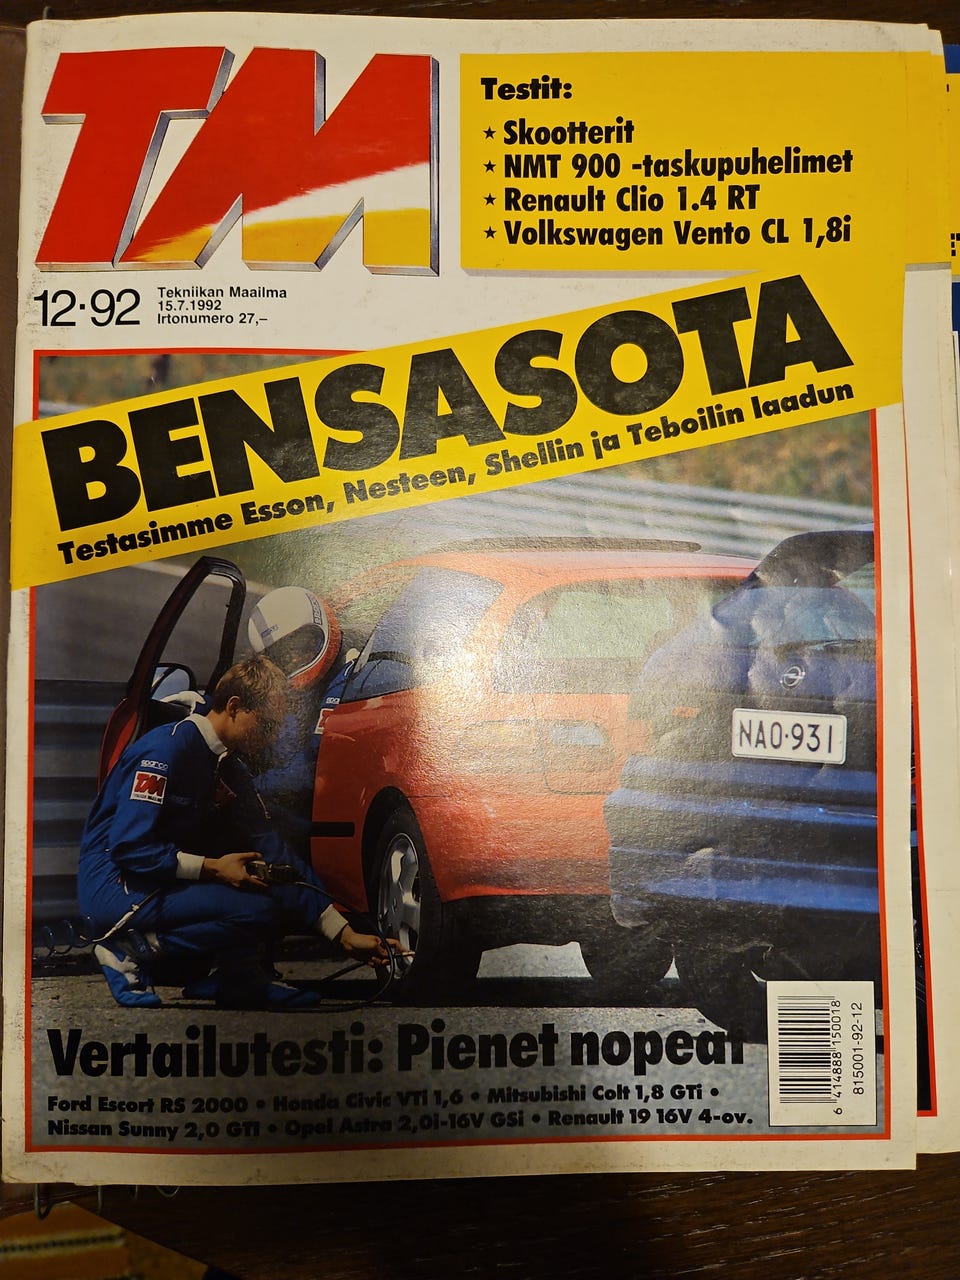 TM
Testit:
★ Skootterit
★ NMT 900 -taskupuhelimet
★ Renault Clio 1.4 RT
★ Volkswagen Vento CL 1,8i
12·92
Tekniikan Maailma
15.7.1992
Irtonumero 27,–
BENSASOTA
Testasimme Esson, Nesteen, Shellin ja Teboilin laadun
sparco
TM
NAO·931
Vertailutesti: Pienet nopeat
Ford Escort RS 2000 • Honda Civic VTi 1,6 • Mitsubishi Colt 1,8 GTi •
Nissan Sunny 2,0 GTI • Opel Astra 2,0i-16V GSi • Renault 19 16V 4-ov.
6 414888 150018
815001-92-12